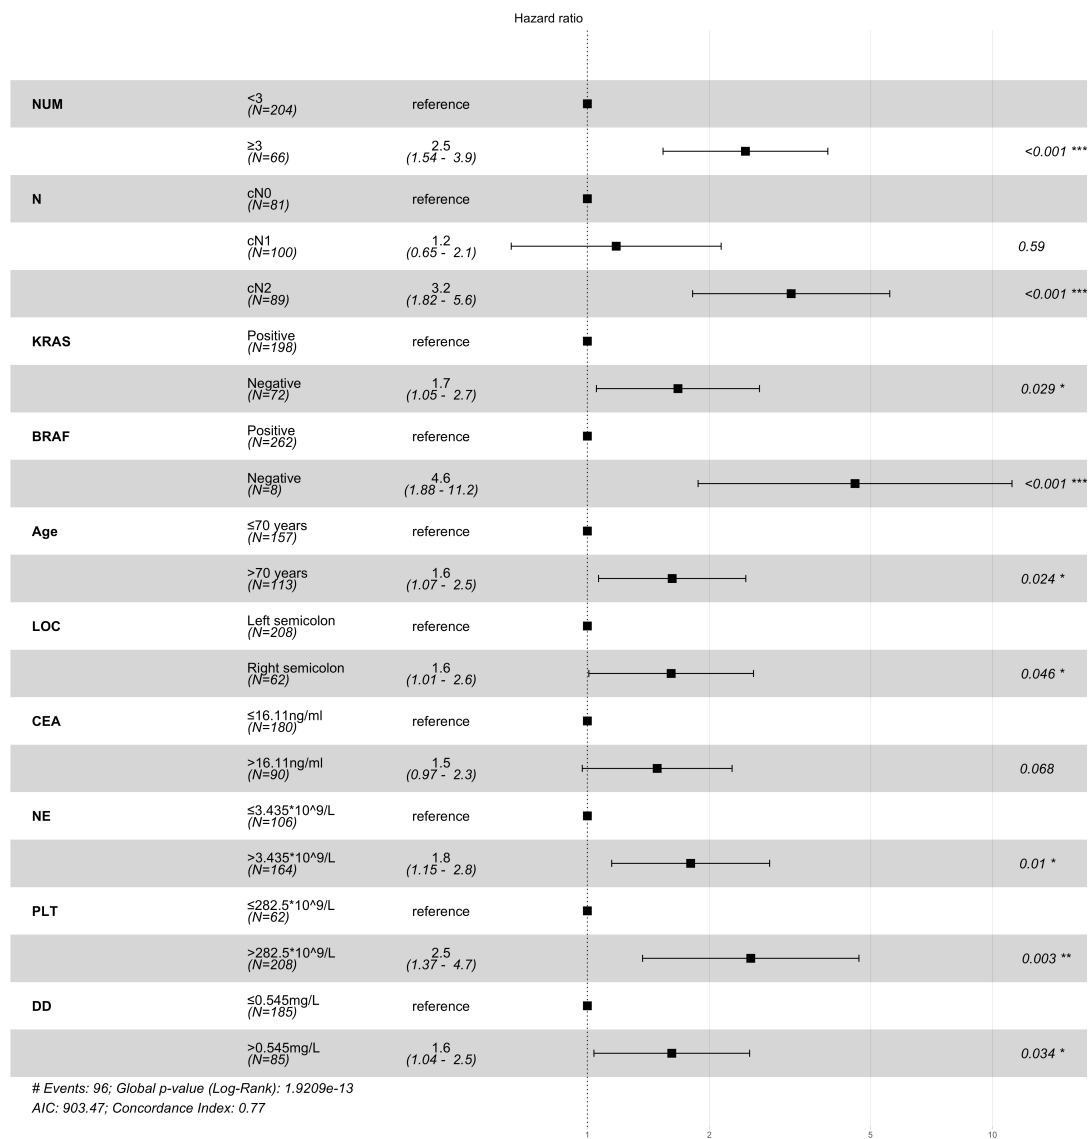 Hazard ratio
NUM <3 reference
(N=204)
≥3 2.5 <0.001 ***
(N=66) (1.54 - 3.9)
N cN0 reference
(N=81)
cN1 1.2 0.59
(N=100) (0.65 - 2.1)
cN2 3.2 <0.001 ***
(N=89) (1.82 - 5.6)
KRAS Positive reference
(N=198)
Negative 1.7 0.029 *
(N=72) (1.05 - 2.7)
BRAF Positive reference
(N=262)
Negative 4.6 <0.001 ***
(N=8) (1.88 - 11.2)
Age ≤70 years reference
(N=157)
>70 years 1.6 0.024 *
(N=113) (1.07 - 2.5)
LOC Left semicolon reference
(N=208)
Right semicolon 1.6 0.046 *
(N=62) (1.01 - 2.6)
CEA ≤16.11ng/ml reference
(N=180)
>16.11ng/ml 1.5 0.068
(N=90) (0.97 - 2.3)
NE ≤3.435*10^9/L reference
(N=106)
>3.435*10^9/L 1.8 0.01 *
(N=164) (1.15 - 2.8)
PLT ≤282.5*10^9/L reference
(N=62)
>282.5*10^9/L 2.5 0.003 **
(N=208) (1.37 - 4.7)
DD ≤0.545mg/L reference
(N=185)
>0.545mg/L 1.6 0.034 *
(N=85) (1.04 - 2.5)
# Events: 96; Global p-value (Log-Rank): 1.9209e-13
AIC: 903.47; Concordance Index: 0.77
1 2 5 10